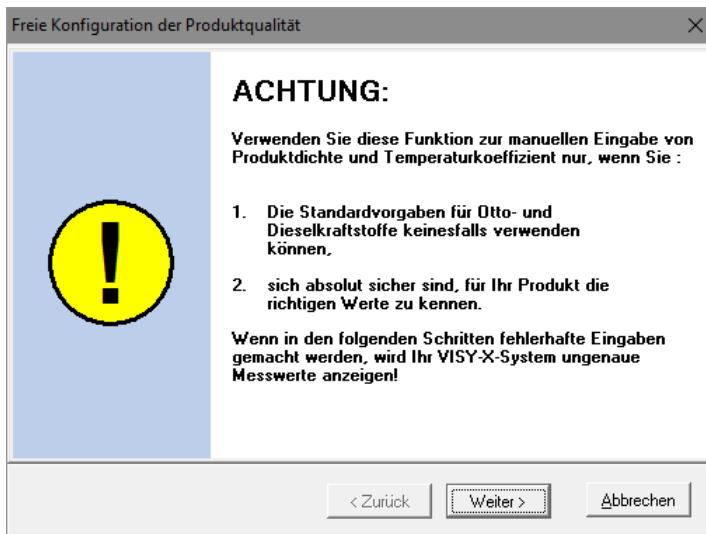 Freie Konfiguration der Produktqualität
ACHTUNG:
Verwenden Sie diese Funktion zur manuellen Eingabe von
Produktdichte und Temperaturkoeffizient nur, wenn Sie :
1. Die Standardvorgaben für Otto- und
Dieselkraftstoffe keinesfalls verwenden
können,
2. sich absolut sicher sind, für Ihr Produkt die
richtigen Werte zu kennen.
Wenn in den folgenden Schritten fehlerhafte Eingaben
gemacht werden, wird Ihr VISY-X-System ungenaue
Messwerte anzeigen!
< Zurück Weiter > Abbrechen